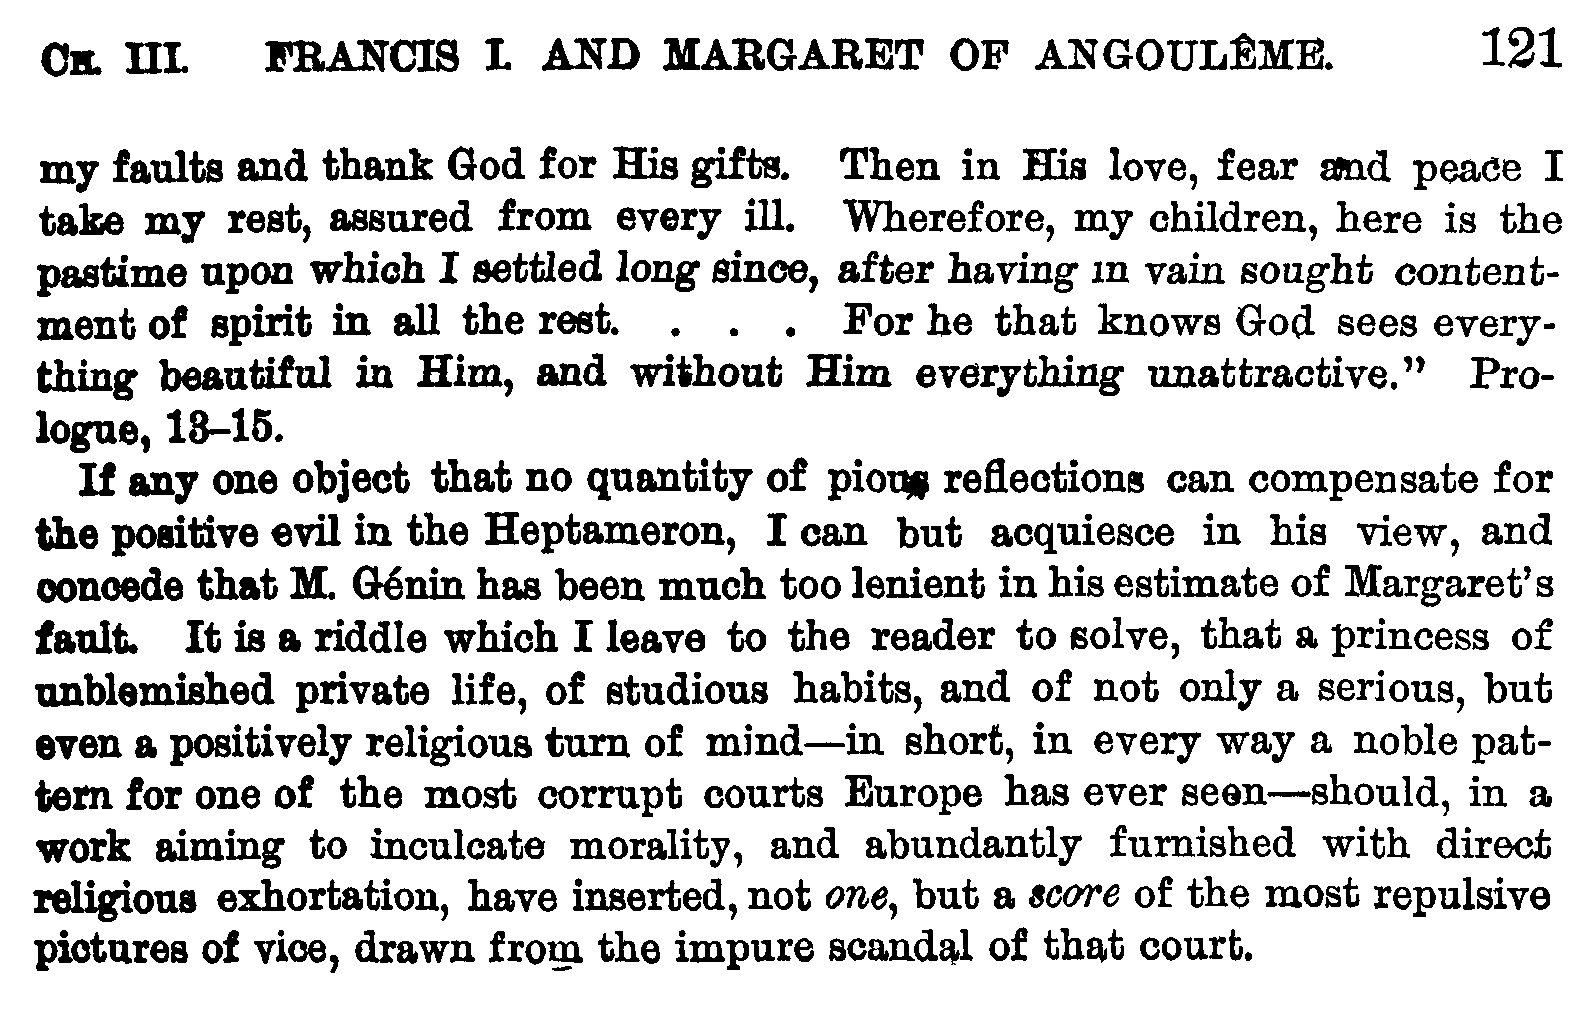 CH. III. FRANCIS I. AND MARGARET OF ANGOULÊME. 121
my faults and thank God for His gifts. Then in His love, fear and peace I
take my rest, assured from every ill. Wherefore, my children, here is the
pastime upon which I settled long since, after having in vain sought content-
ment of spirit in all the rest. . . . For he that knows God sees every-
thing beautiful in Him, and without Him everything unattractive.” Pro-
logue, 13–15.
If any one object that no quantity of pious reflections can compensate for
the positive evil in the Heptameron, I can but acquiesce in his view, and
concede that M. Génin has been much too lenient in his estimate of Margaret's
fault. It is a riddle which I leave to the reader to solve, that a princess of
unblemished private life, of studious habits, and of not only a serious, but
even a positively religious turn of mind—in short, in every way a noble pat-
tern for one of the most corrupt courts Europe has ever seen—should, in a
work aiming to inculcate morality, and abundantly furnished with direct
religious exhortation, have inserted, not one, but a score of the most repulsive
pictures of vice, drawn from the impure scandal of that court.